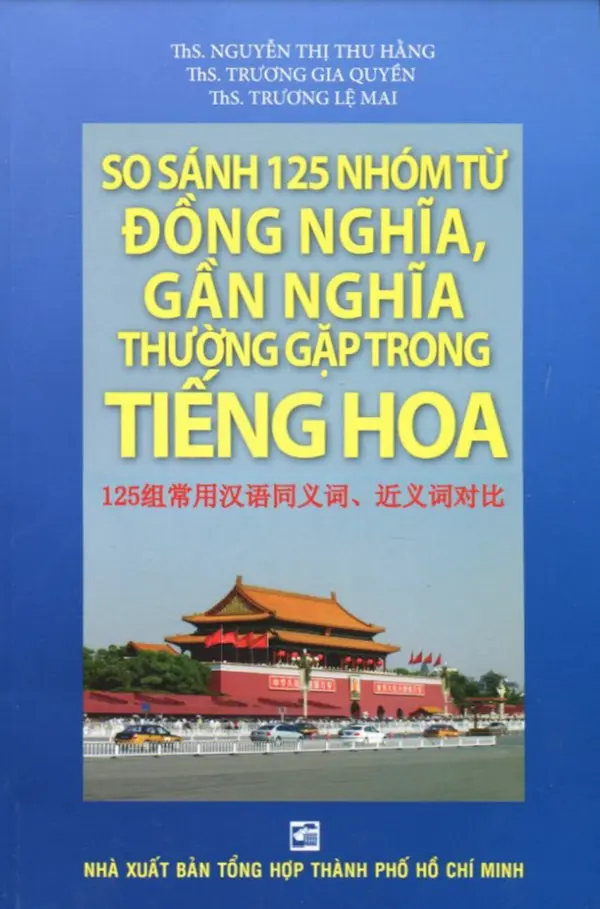 ThS. NGUYỄN THỊ THU HẰNG
ThS. TRƯƠNG GIA QUYỀN
ThS. TRƯƠNG LỆ MAI
SO SÁNH 125 NHÓM TỪ
ĐỒNG NGHĨA,
GẦN NGHĨA
THƯỜNG GẶP TRONG
TIẾNG HOA
125组常用汉语同义词、近义词对比
NHÀ XUẤT BẢN TỔNG HỢP THÀNH PHỐ HỒ CHÍ MINH